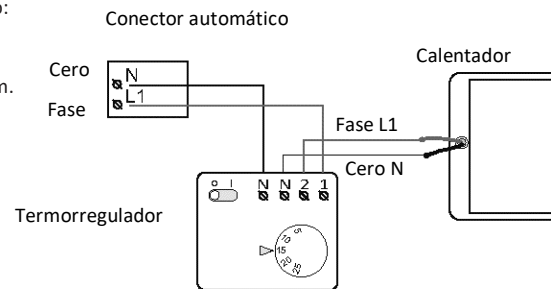 o:
Conector automático
Calentador
Cero
N
m.
L1
Fase
Fase L1
Cero N
o I
N N 2 1
Termorregulador
5
10
15
20
25